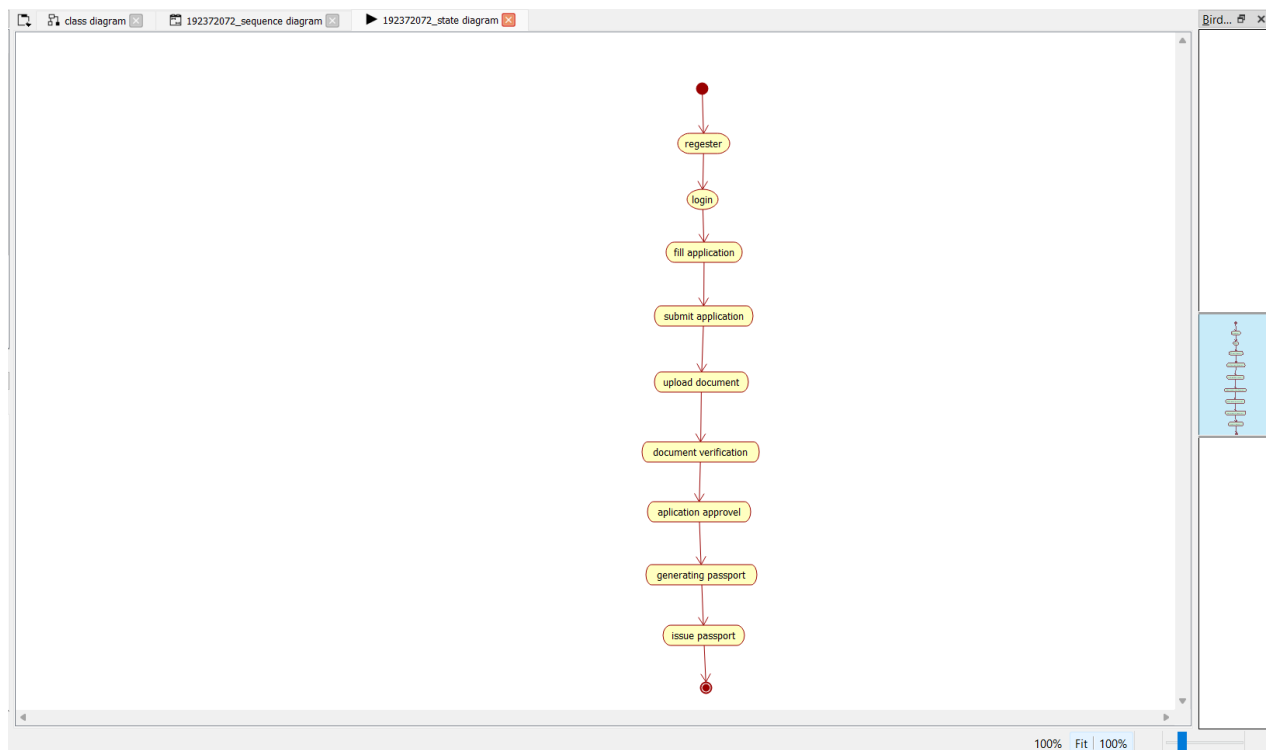 class diagram
192372072_sequence diagram
192372072_state diagram
Bird...
regester
login
fill application
submit application
upload document
document verification
aplication approvel
generating passport
issue passport
100% Fit 100%